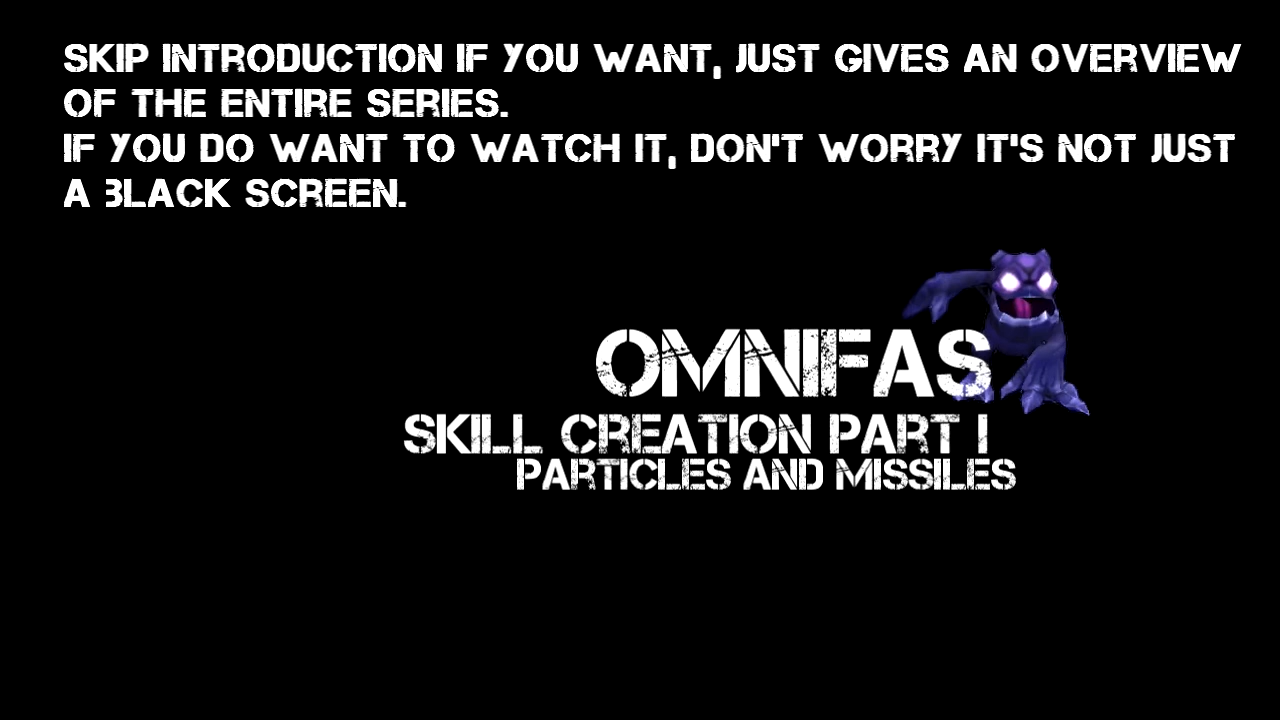 SKIP INTRODUCTION IF YOU WANT, JUST GIVES AN OVERVIEW
OF THE ENTIRE SERIES.
IF YOU DO WANT TO WATCH IT, DON'T WORRY IT'S NOT JUST
A BLACK SCREEN.
OMNIFAS
SKILL CREATION PART I
PARTICLES AND MISSILES